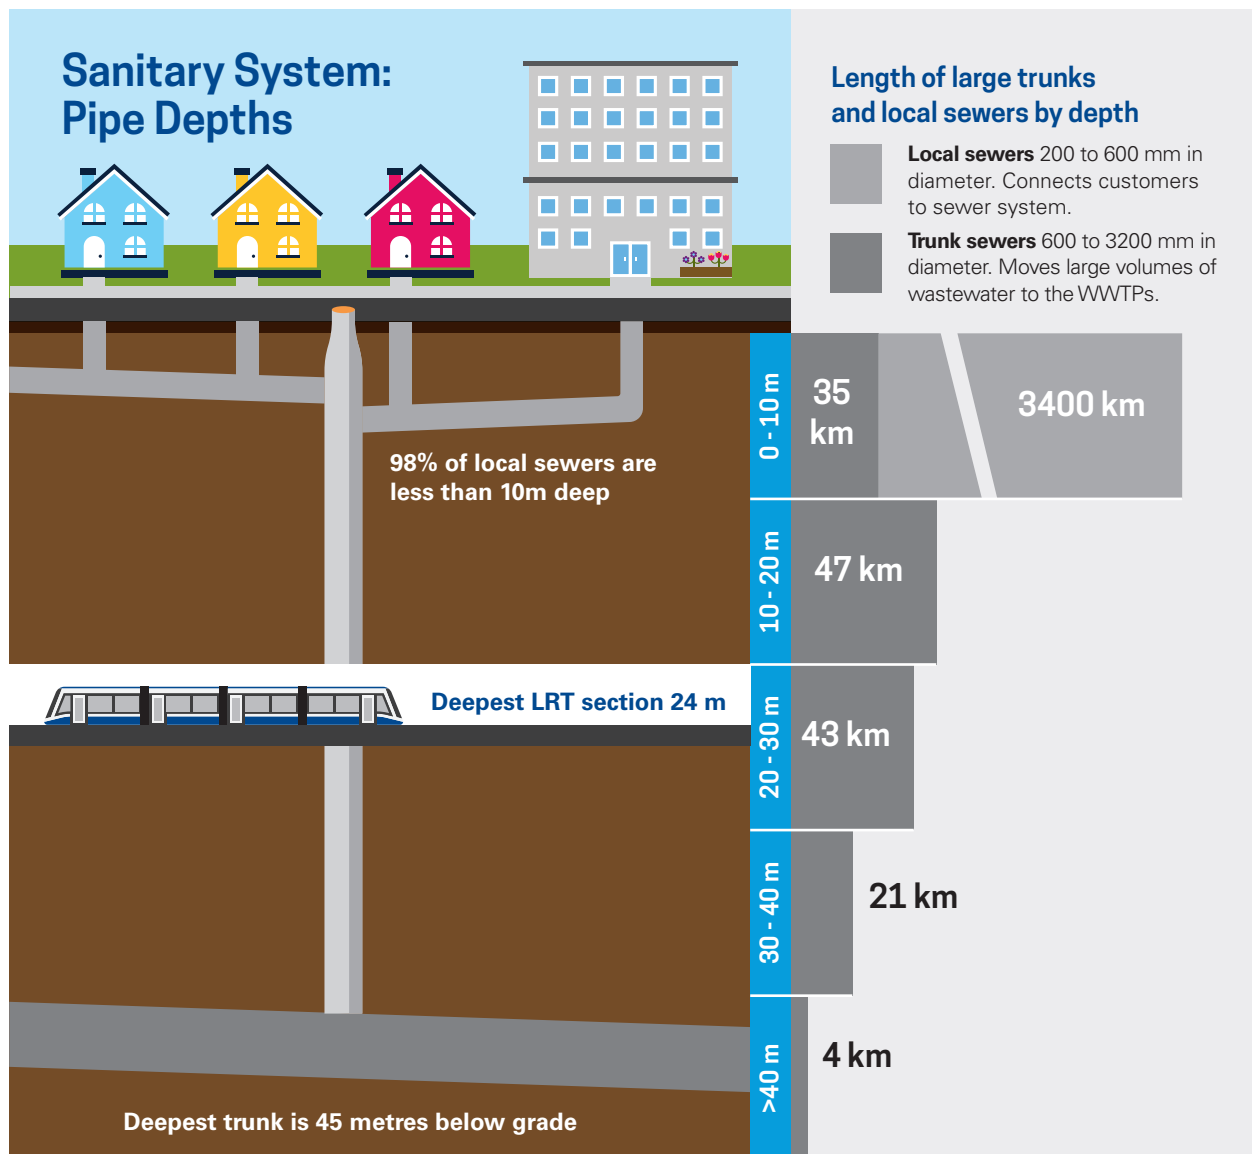 Sanitary System:
Pipe Depths
Length of large trunks
and local sewers by depth
Local sewers 200 to 600 mm in
diameter. Connects customers
to sewer system.
Trunk sewers 600 to 3200 mm in
diameter. Moves large volumes of
wastewater to the WWTPs.
0 - 10 m
35
km
3400 km
98% of local sewers are
less than 10m deep
10 - 20 m
47 km
Deepest LRT section 24 m
20 - 30 m
43 km
30 - 40 m
21 km
>40 m
4 km
Deepest trunk is 45 metres below grade